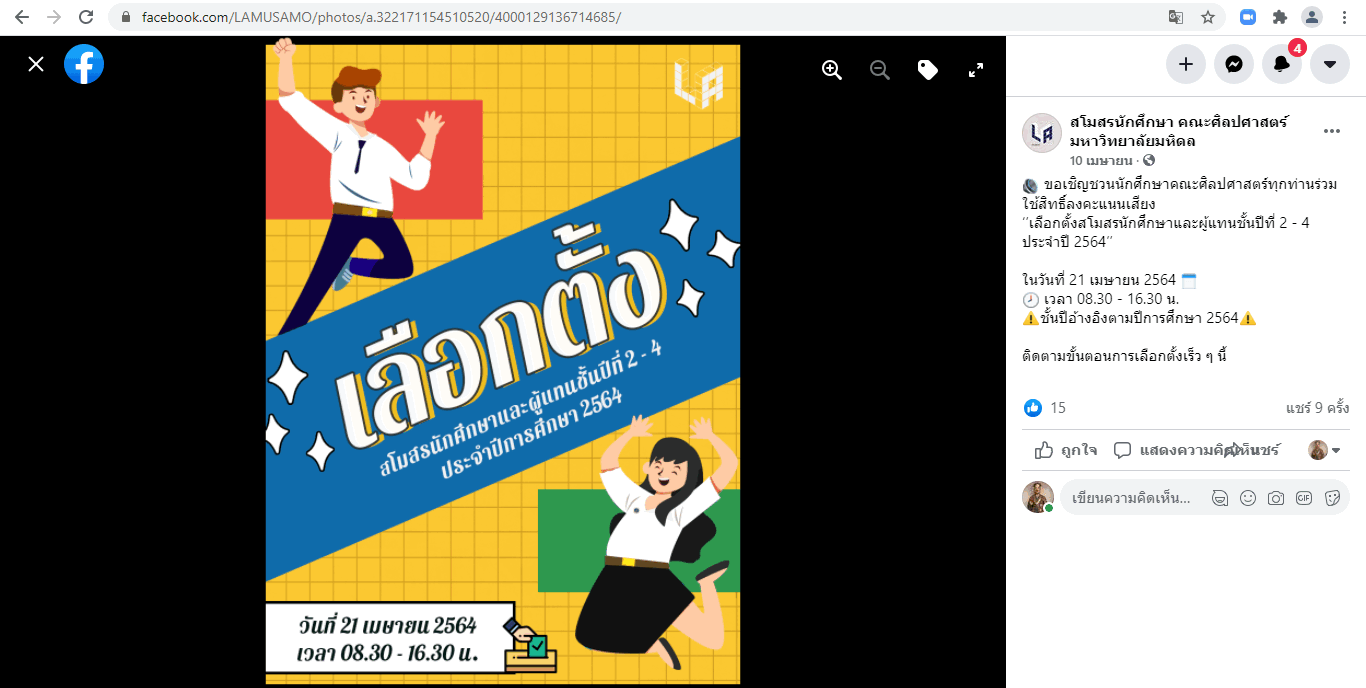 facebook.com/LAMUSAMO/photos/a.322171154510520/4000129136714685/
4
LA
เลือกตั้ง
สโมสรนักศึกษาและผู้แทนชั้นปีที่ 2 - 4
ประจำปีการศึกษา 2564
วันที่ 21 เมษายน 2564
เวลา 08.30 - 16.30 น.
LA
สโมสรนักศึกษา คณะศิลปศาสตร์
มหาวิทยาลัยมหิดล
10 เมษายน ·
ขอเชิญชวนนักศึกษาคณะศิลปศาสตร์ทุกท่านร่วม
ใช้สิทธิ์ลงคะแนนเสียง
“เลือกตั้งสโมสรนักศึกษาและผู้แทนชั้นปีที่ 2 - 4
ประจำปี 2564”
ในวันที่ 21 เมษายน 2564 🗓
🕗 เวลา 08.30 - 16.30 น.
⚠️ชั้นปีอ้างอิงตามปีการศึกษา 2564⚠️
ติดตามขั้นตอนการเลือกตั้งเร็ว ๆ นี้
15
แชร์ 9 ครั้ง
ถูกใจ
แสดงความคิดเห็น
แชร์
เขียนความคิดเห็น...
GIF